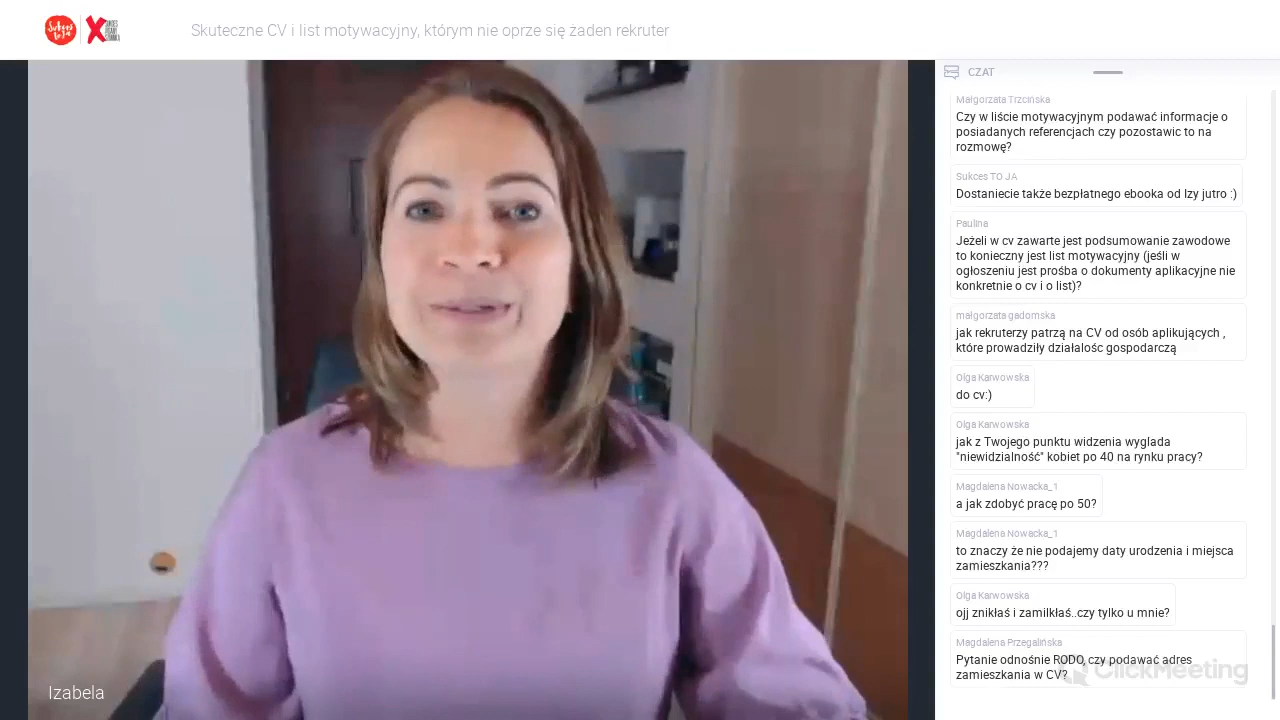 Sukces to Ja
Skuteczne CV i list motywacyjny, którym nie oprze się żaden rekruter
CZAT
Małgorzata Trzcińska
Czy w liście motywacyjnym podawać informacje o
posiadanych referencjach czy pozostawic to na
rozmowę?
Sukces TO JA
Dostaniecie także bezpłatnego ebooka od Izy jutro :)
Paulina
Jeżeli w cv zawarte jest podsumowanie zawodowe
to konieczny jest list motywacyjny (jeśli w
ogłoszeniu jest prośba o dokumenty aplikacyjne nie
konkretnie o cv i o list)?
małgorzata gadomska
jak rekruterzy patrzą na CV od osób aplikujących ,
które prowadziły działalośc gospodarczą
Olga Karwowska
do cv:)
Olga Karwowska
jak z Twojego punktu widzenia wyglada
"niewidzialność" kobiet po 40 na rynku pracy?
Magdalena Nowacka_1
a jak zdobyć pracę po 50?
Magdalena Nowacka_1
to znaczy że nie podajemy daty urodzenia i miejsca
zamieszkania???
Olga Karwowska
ojj znikłaś i zamilkłaś..czy tylko u mnie?
Magdalena Przegalińska
Pytanie odnośnie RODO, czy podawać adres
zamieszkania w CV?
ClickMeeting
Izabela